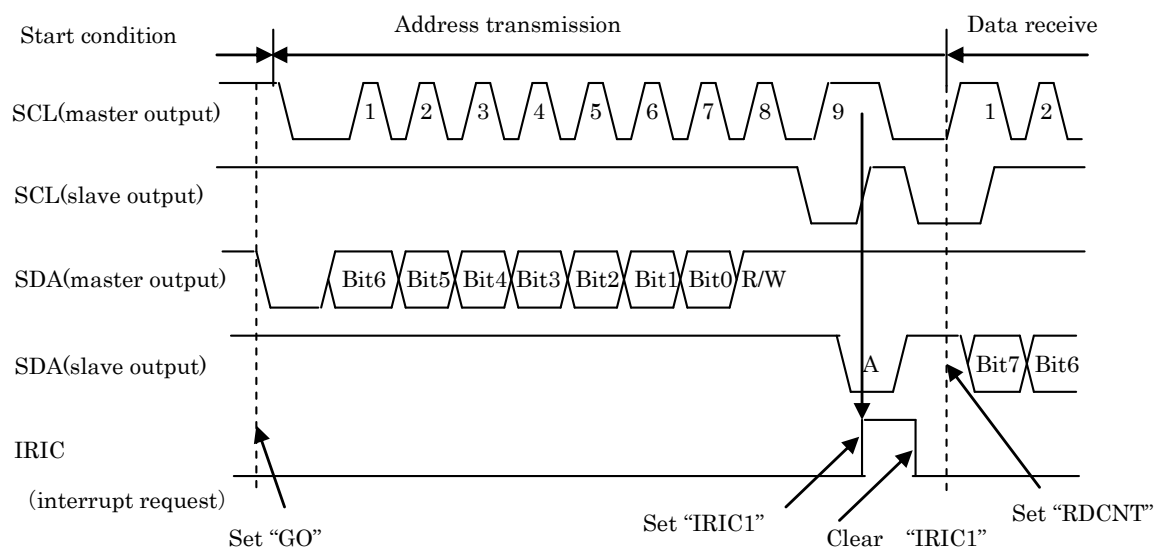 Start condition
Address transmission
Data receive
SCL(master output)
1 2 3 4 5 6 7 8 9 1 2
SCL(slave output)
SDA(master output)
Bit6 Bit5 Bit4 Bit3 Bit2 Bit1 Bit0 R/W
SDA(slave output)
A Bit7 Bit6
IRIC
(interrupt request)
Set “GO”
Set “IRIC1”
Clear “IRIC1”
Set “RDCNT”